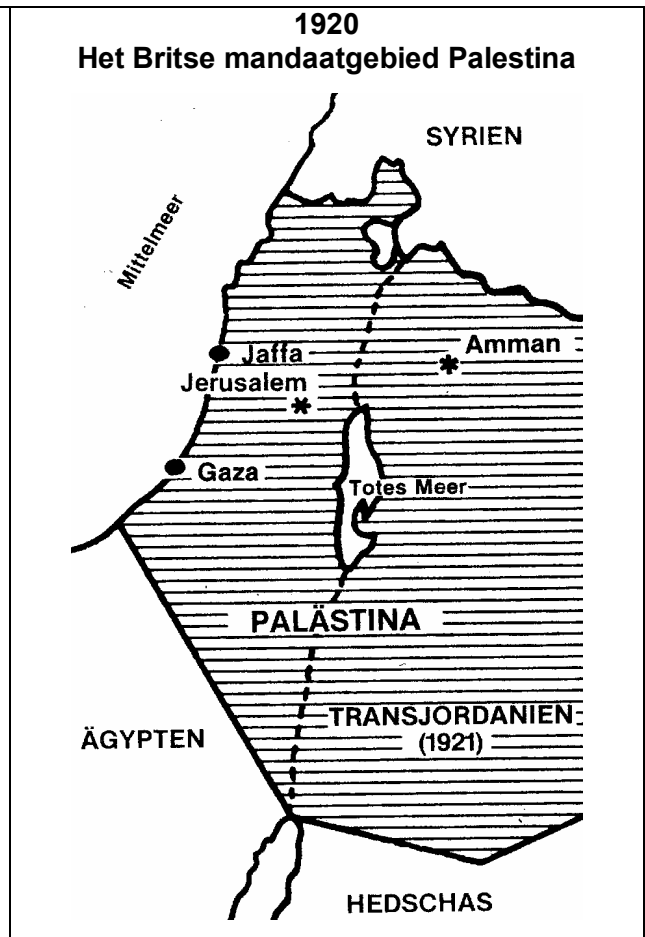 1920
Het Britse mandaatgebied Palestina
SYRIEN
Mittelmeer
Jaffa
Amman
Jerusalem
Gaza
Totes Meer
PALÄSTINA
TRANSJORDANIEN
(1921)
ÄGYPTEN
HEDSCHAS